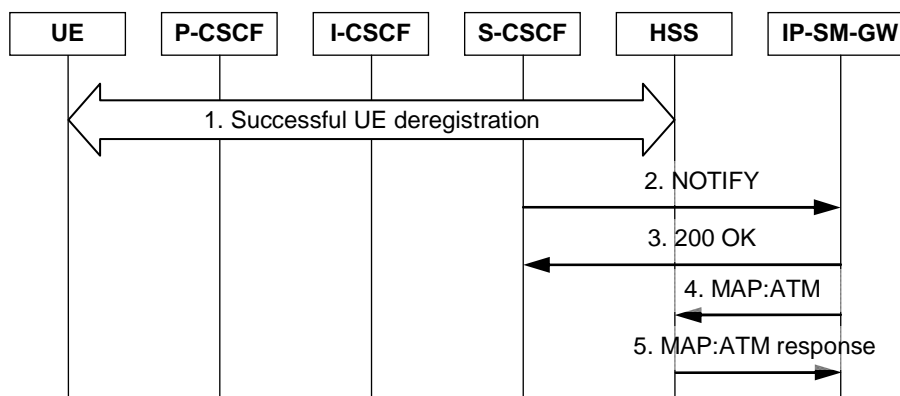 UE
P-CSCF
I-CSCF
S-CSCF
HSS
IP-SM-GW
1. Successful UE deregistration
2. NOTIFY
3. 200 OK
4. MAP:ATM
5. MAP:ATM response